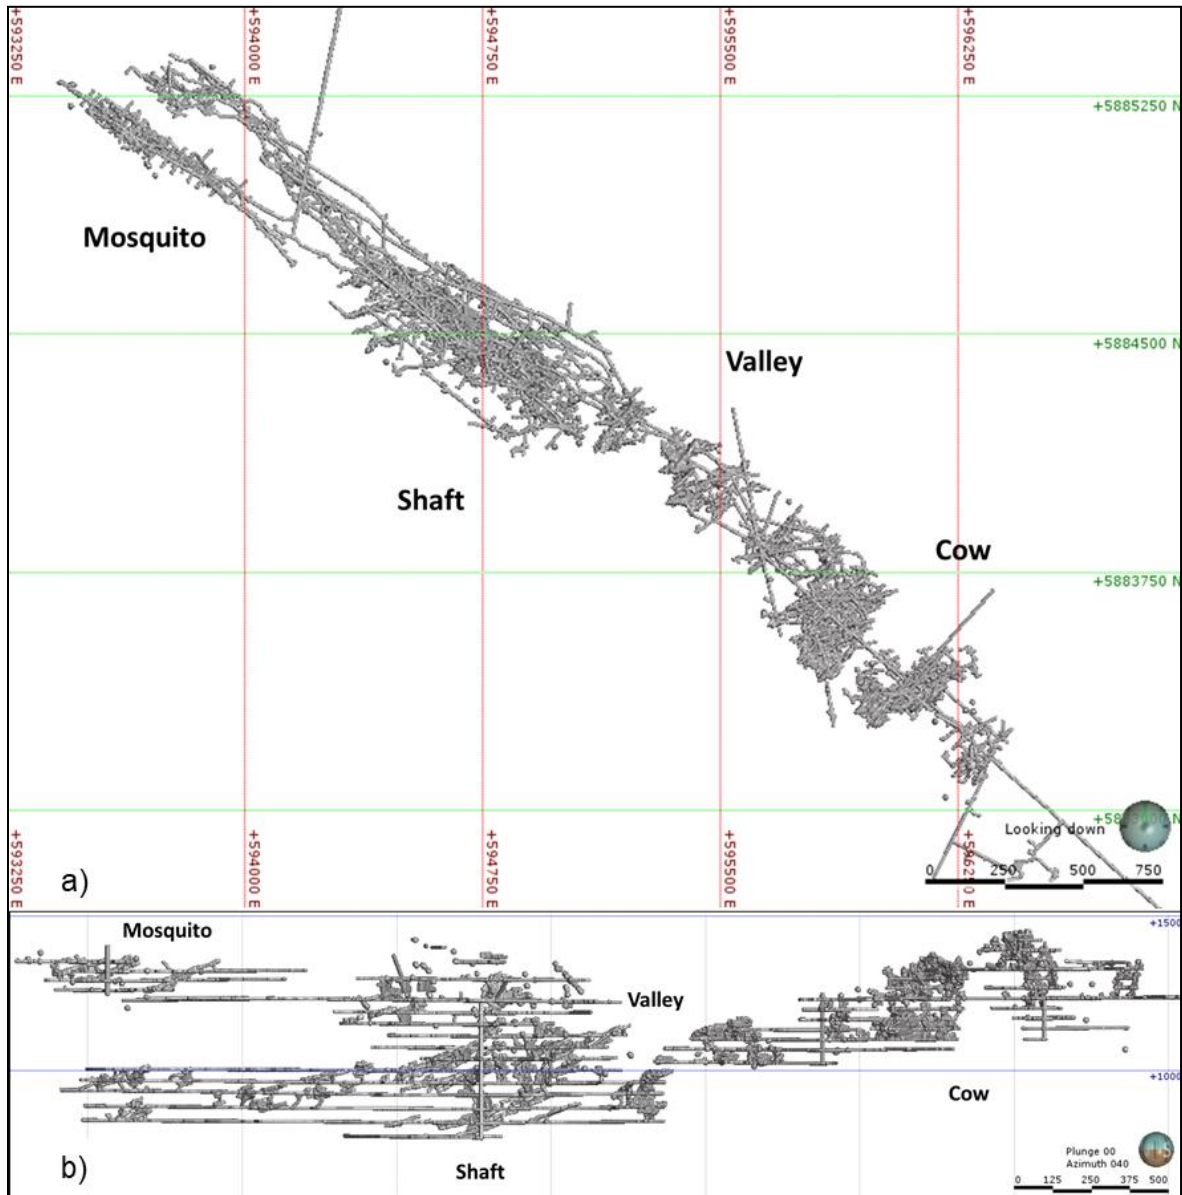 +593250 E
+594000 E
+594750 E
+595500 E
+596250 E
+5885250 N
Mosquito
+5884500 N
Valley
Shaft
Cow
+5883750 N
Looking down
0 250 500 750
+593250 E
+594000 E
+594750 E
+595500 E
+596250 E
a)
Mosquito
+1500
Valley
+1000
Cow
Plunge 00
Azimuth 040
b)
Shaft
0 125 250 375 500